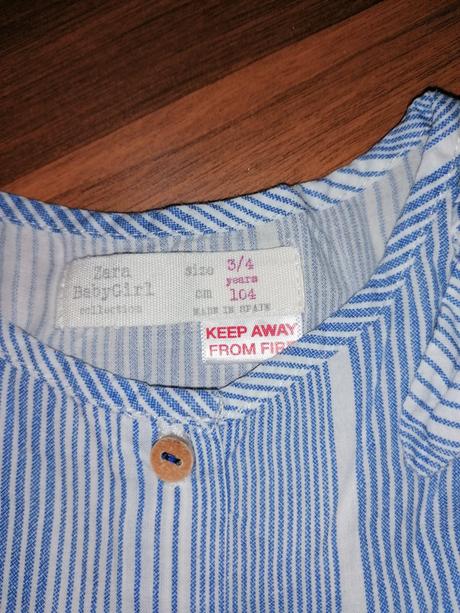 Zara
BabyGirl
collection
size 3/4
years
cm 104
MADE IN SPAIN
KEEP AWAY
FROM FIRE